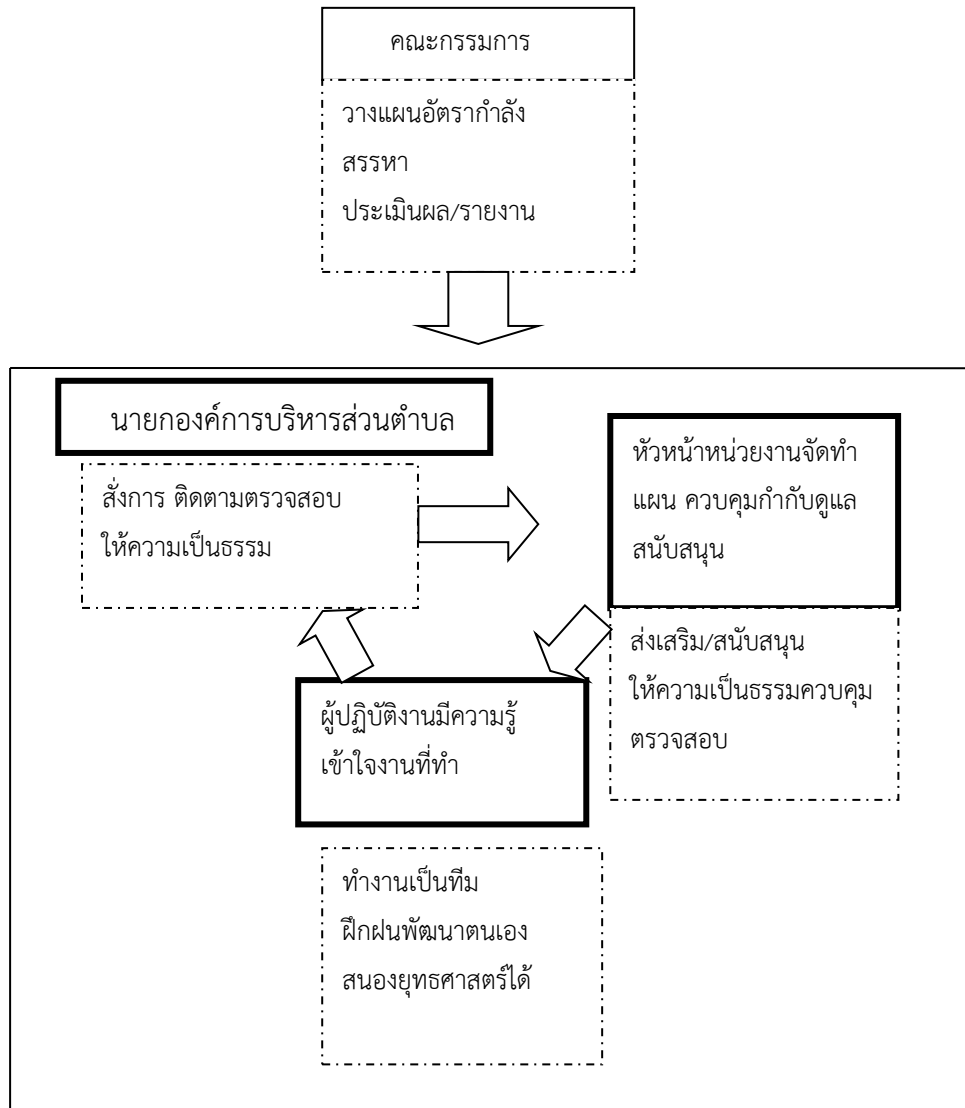 คณะกรรมการ
วางแผนอัตรากำลัง
สรรหา
ประเมินผล/รายงาน
นายกองค์การบริหารส่วนตำบล
สั่งการ ติดตามตรวจสอบ
ให้ความเป็นธรรม
หัวหน้าหน่วยงานจัดทำ
แผน ควบคุมกำกับดูแล
สนับสนุน
ส่งเสริม/สนับสนุน
ให้ความเป็นธรรมควบคุม
ตรวจสอบ
ผู้ปฏิบัติงานมีความรู้
เข้าใจงานที่ทำ
ทำงานเป็นทีม
ฝึกฝนพัฒนาตนเอง
สนองยุทธศาสตร์ได้